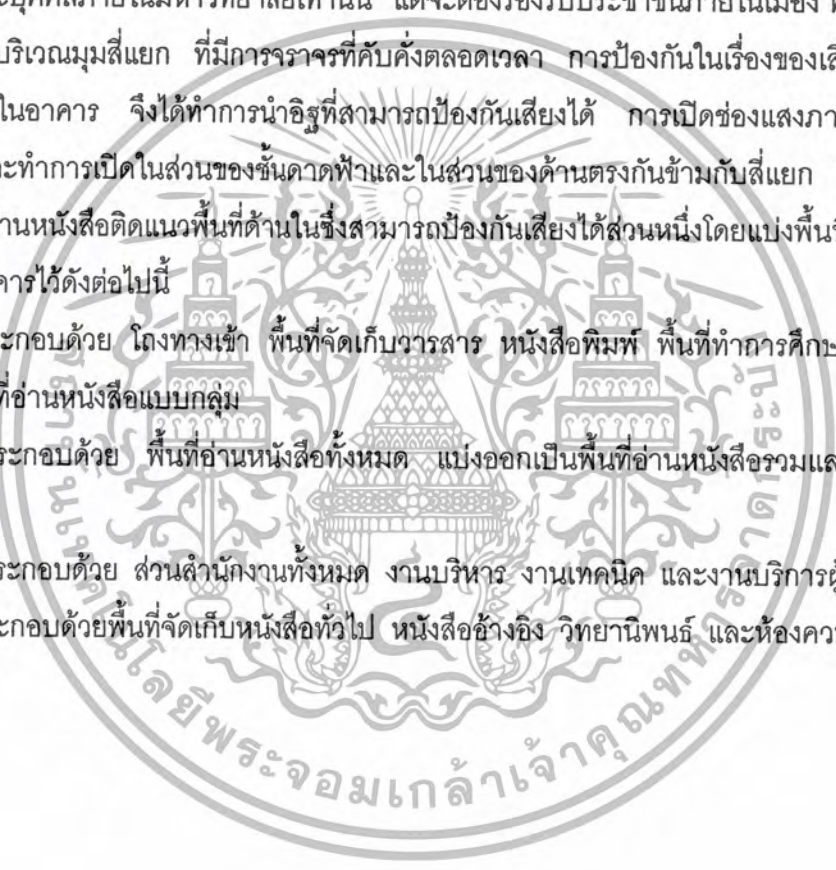 บุคคลภายในมหาวิทยาลัยเท่านั้น แต่จะต้องรองรับประชาชนภายในเมือง
บริเวณมุมสี่แยก ที่มีการจราจรที่คับคั่งตลอดเวลา การป้องกันในเรื่องของ
ในอาคาร จึงได้ทำการนำอิฐที่สามารถป้องกันเสียงได้ การเปิดช่องแสง
ทำการเปิดในส่วนของชั้นดาดฟ้าและในส่วนของด้านตรงกันข้ามกับสี่แยก
านหนังสือติดแนวพื้นที่ด้านในซึ่งสามารถป้องกันเสียงได้ส่วนหนึ่งโดยแบ่งพื้น
คารไว้ดังต่อไปนี้
ะกอบด้วย โถงทางเข้า พื้นที่จัดเก็บวารสาร หนังสือพิมพ์ พื้นที่ทำการศึกษ
ที่อ่านหนังสือแบบกลุ่ม
ระกอบด้วย พื้นที่อ่านหนังสือทั้งหมด แบ่งออกเป็นพื้นที่อ่านหนังสือรวมและ
ระกอบด้วย ส่วนสำนักงานทั้งหมด งานบริหาร งานเทคนิค และงานบริการผู้
ะกอบด้วยพื้นที่จัดเก็บหนังสือทั่วไป หนังสืออ้างอิง วิทยานิพนธ์ และห้องคว
สถาบันเทคโนโลยีพระจอมเกล้าเจ้าคุณทหารลาดกระบัง